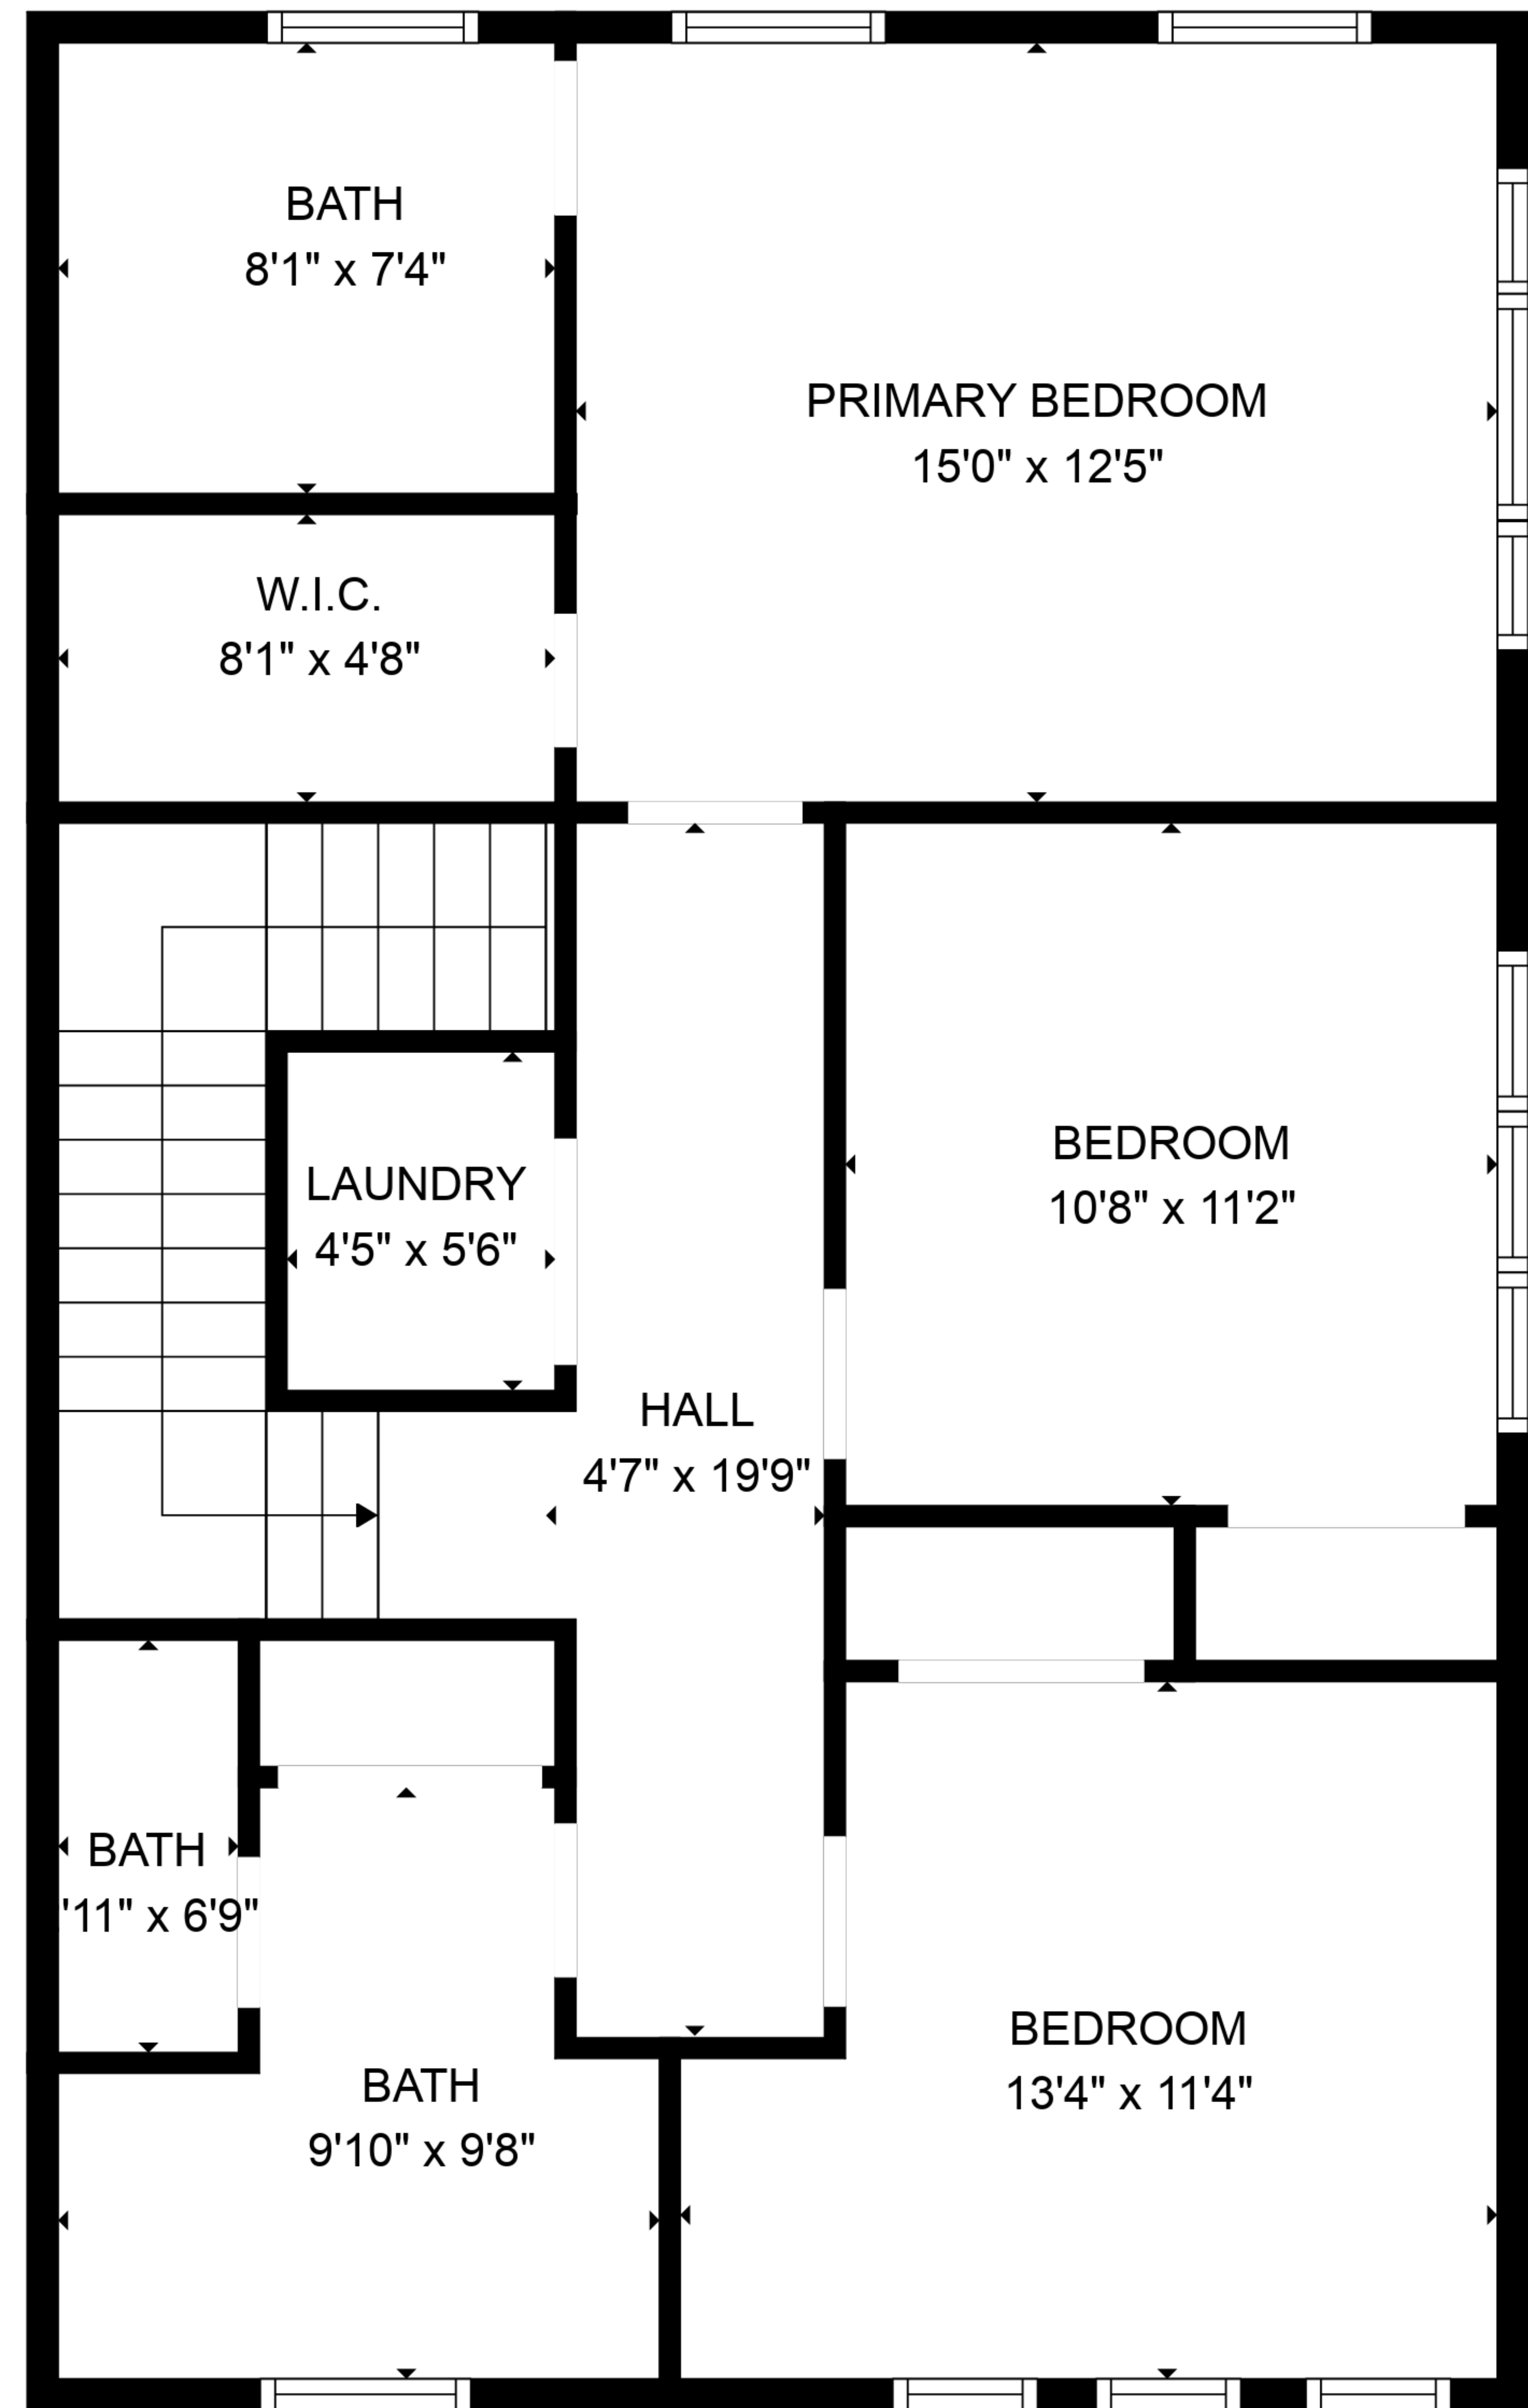 BATH
8'1" x 7'4"
PRIMARY BEDROOM
15'0" x 12'5"
W.I.C.
8'1" x 4'8"
BEDROOM
10'8" x 11'2"
LAUNDRY
4'5" x 5'6"
HALL
4'7" x 19'9"
BATH
'11" x 6'9"
BEDROOM
13'4" x 11'4"
BATH
9'10" x 9'8"